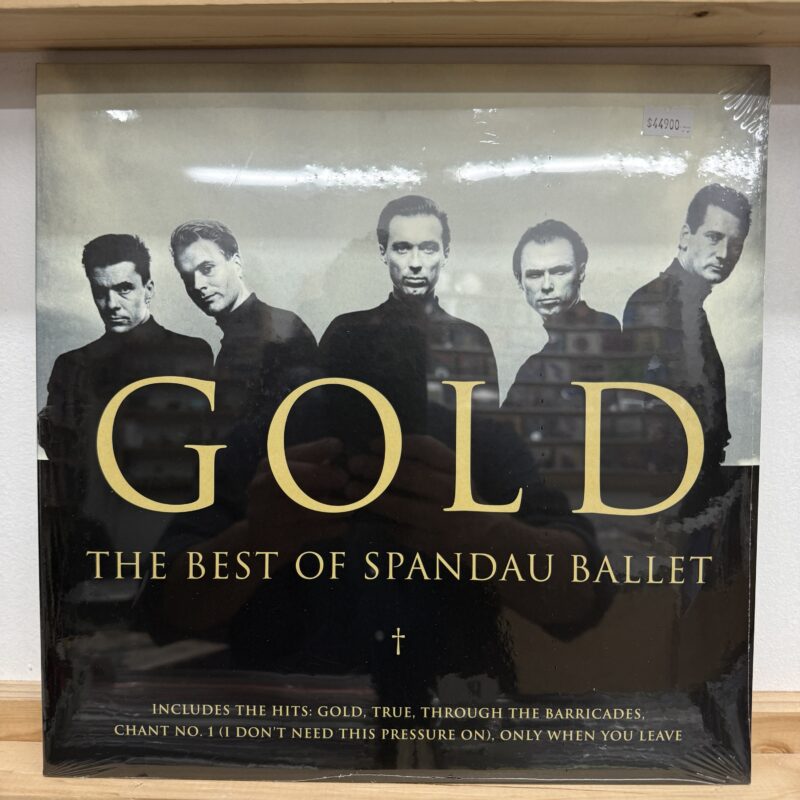 $44900
GOLD
THE BEST OF SPANDAU BALLET
†
INCLUDES THE HITS: GOLD, TRUE, THROUGH THE BARRICADES,
CHANT NO. 1 (I DON'T NEED THIS PRESSURE ON), ONLY WHEN YOU LEAVE